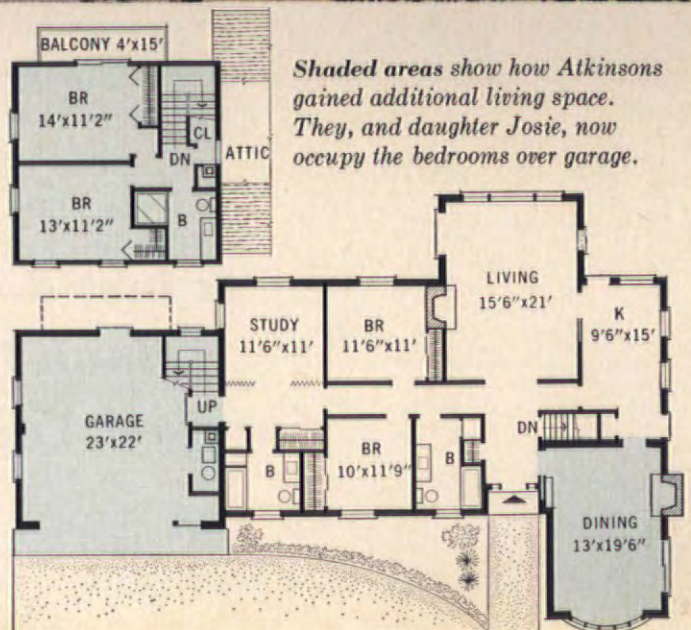 BALCONY 4'x15'
BR
14'x11'2"
CL
DN
ATTIC
BR
13'x11'2"
B
Shaded areas show how Atkinsons
gained additional living space.
They, and daughter Josie, now
occupy the bedrooms over garage.
LIVING
15'6"x21'
K
9'6"x15'
STUDY
11'6"x11'
BR
11'6"x11'
GARAGE
23'x22'
UP
B
BR
10'x11'9"
B
DN
DINING
13'x19'6"